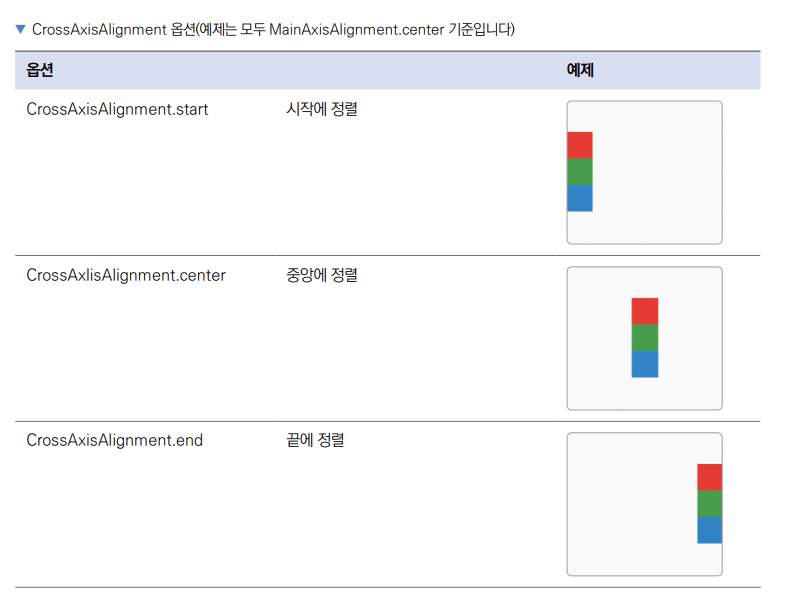 ▼ CrossAxisAlignment 옵션(예제는 모두 MainAxisAlignment.center 기준입니다)
옵션 예제
CrossAxisAlignment.start 시작에 정렬
CrossAxlisAlignment.center 중앙에 정렬
CrossAxisAlignment.end 끝에 정렬